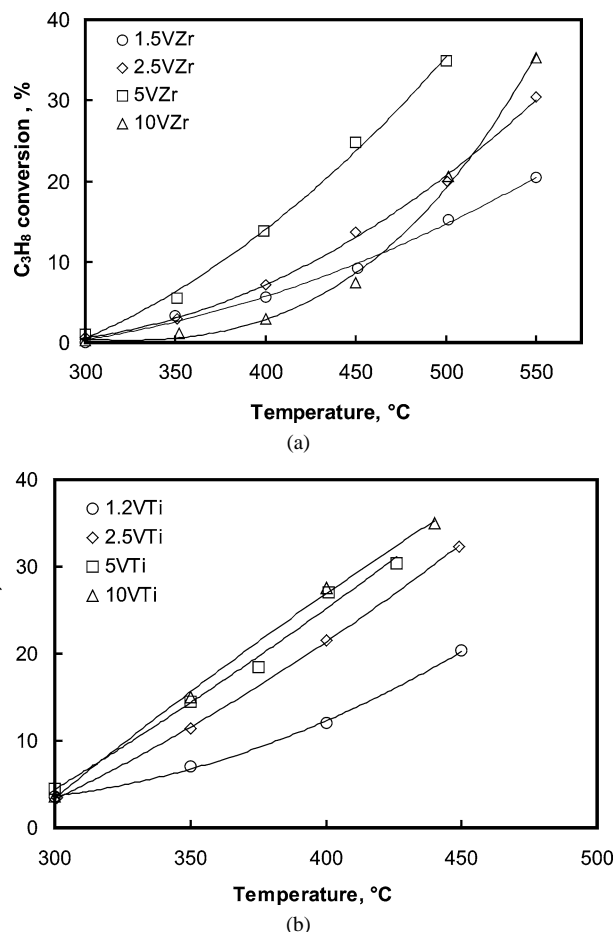 40
30
20
10
0
C₃H₈ conversion , %
1.5VZr
2.5VZr
5VZr
10VZr
300 350 400 450 500 550
Temperature, °C
(a)
40
30
20
10
0
1.2VTi
2.5VTi
5VTi
10VTi
300 350 400 450 500
Temperature, °C
(b)